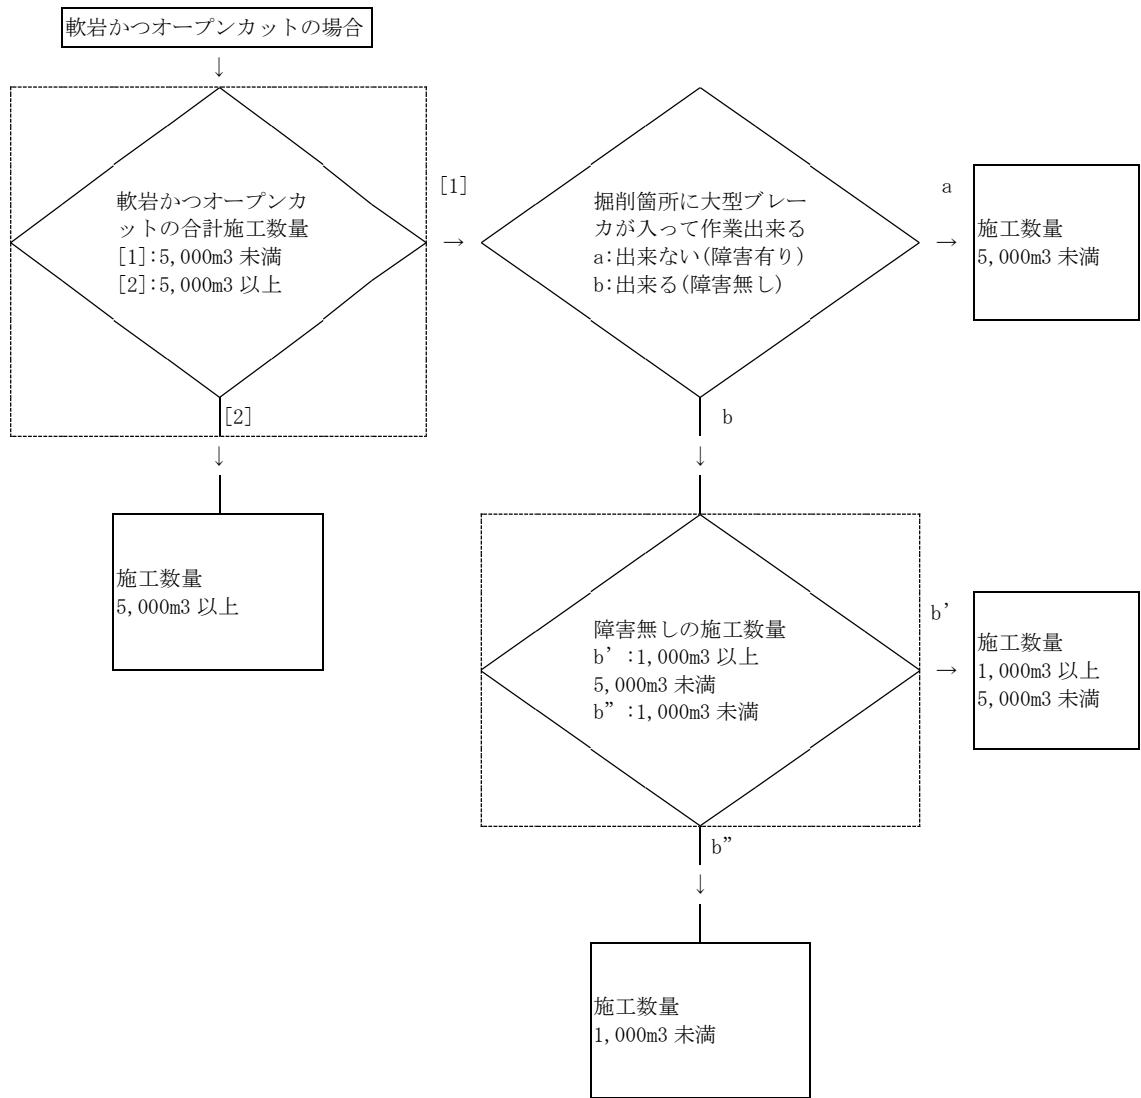 軟岩かつオープンカットの場合
↓
軟岩かつオープンカ
ットの合計施工数量
[1]:5,000m3 未満
[2]:5,000m3 以上
[1]
→
掘削箇所に大型ブレー
カが入って作業出来る
a:出来ない(障害有り)
b:出来る(障害無し)
a
→
施工数量
5,000m3 未満
[2]
↓
施工数量
5,000m3 以上
b
↓
障害無しの施工数量
b’:1,000m3 以上
5,000m3 未満
b”:1,000m3 未満
b’
→
施工数量
1,000m3 以上
5,000m3 未満
b”
↓
施工数量
1,000m3 未満